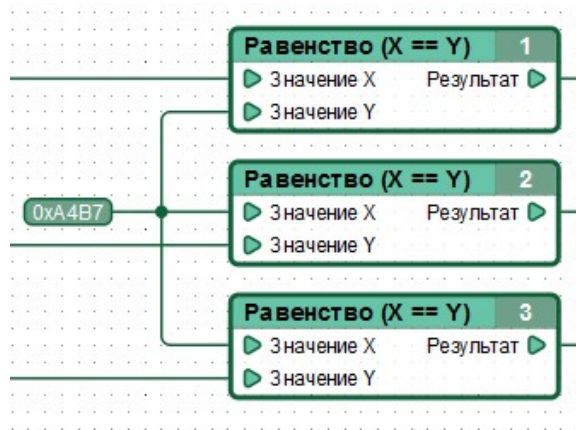 Равенство (X == Y) 1
Значение X Результат
Значение Y
0xA4B7
Равенство (X == Y) 2
Значение X Результат
Значение Y
Равенство (X == Y) 3
Значение X Результат
Значение Y